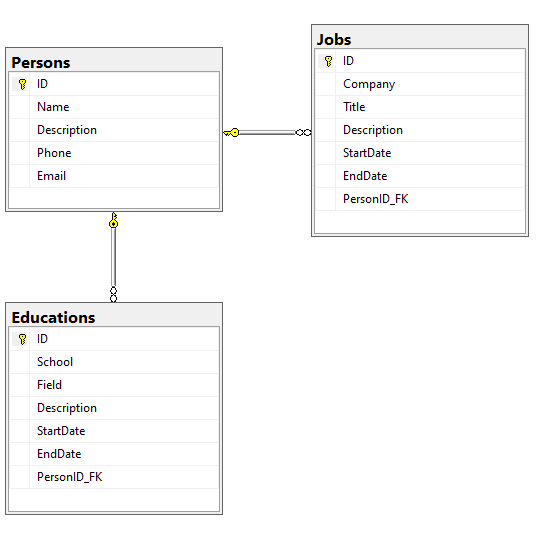 Persons
ID
Name
Description
Phone
Email
Jobs
ID
Company
Title
Description
StartDate
EndDate
PersonID_FK
Educations
ID
School
Field
Description
StartDate
EndDate
PersonID_FK